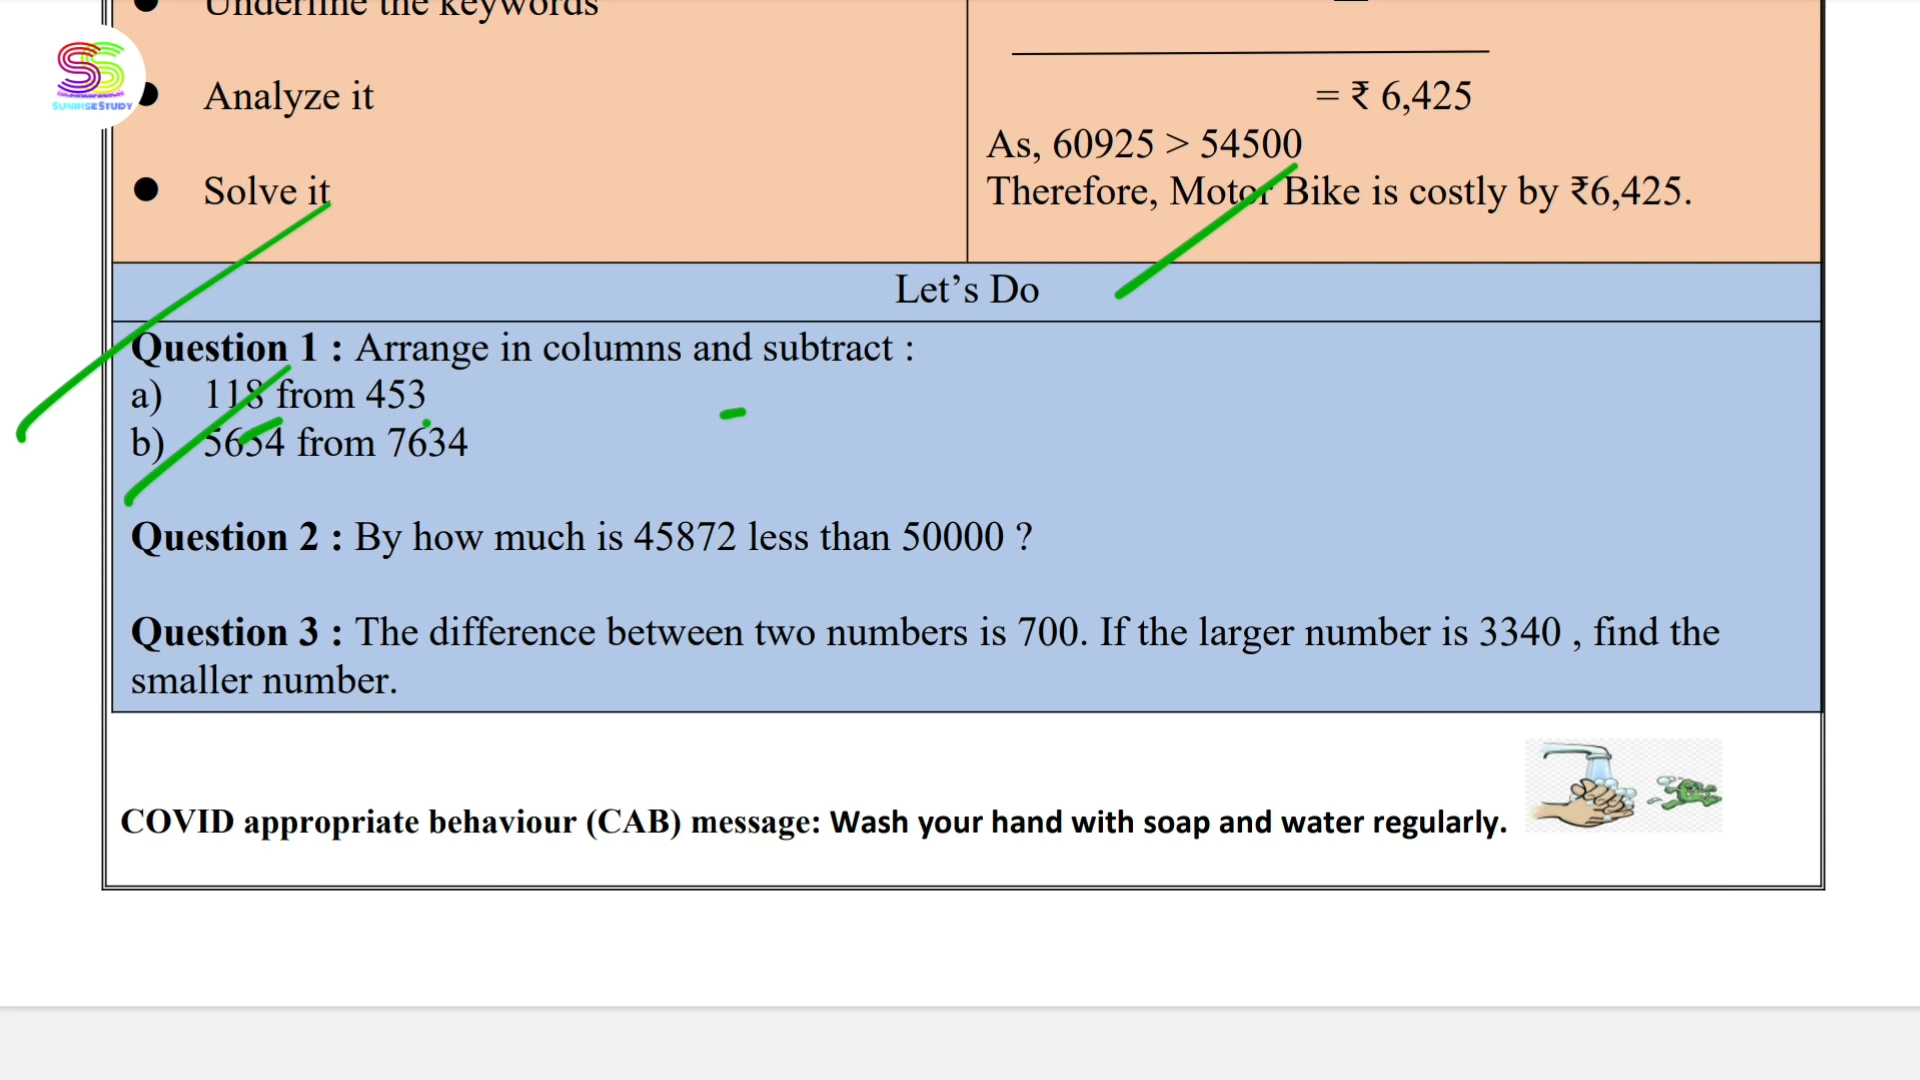 Underline the keywords
SUNRISE STUDY
● Analyze it
= ₹ 6,425
As, 60925 > 54500
● Solve it
Therefore, Motor Bike is costly by ₹6,425.
Let’s Do
Question 1 : Arrange in columns and subtract :
a) 118 from 453
b) 5654 from 7634
Question 2 : By how much is 45872 less than 50000 ?
Question 3 : The difference between two numbers is 700. If the larger number is 3340 , find the
smaller number.
COVID appropriate behaviour (CAB) message: Wash your hand with soap and water regularly.